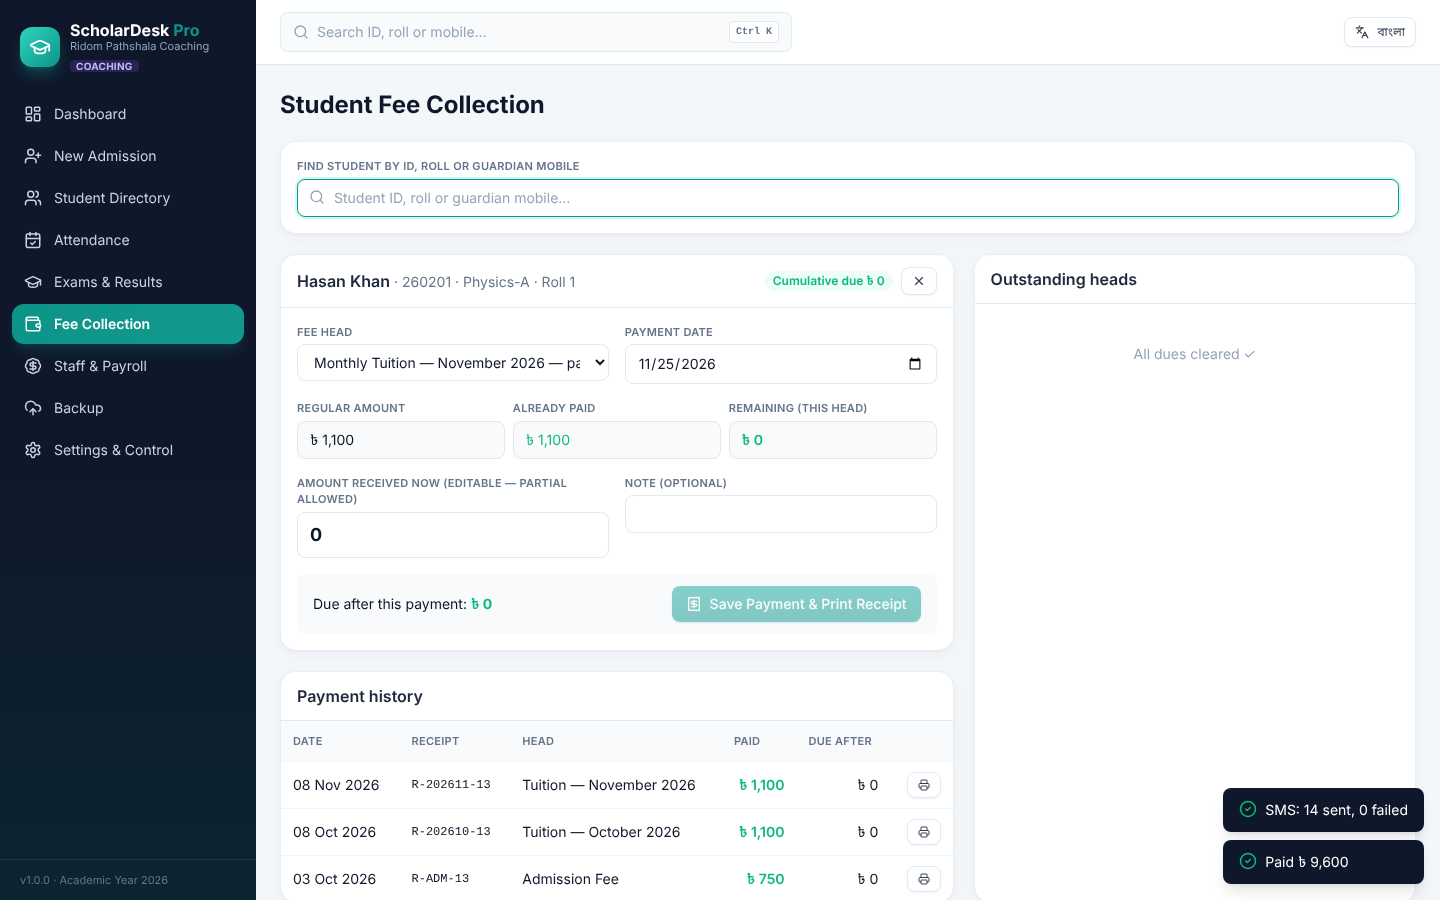 ScholarDesk Pro
Ridom Pathshala Coaching
COACHING
Dashboard
New Admission
Student Directory
Attendance
Exams & Results
Fee Collection
Staff & Payroll
Backup
Settings & Control
v1.0.0 · Academic Year 2026
Search ID, roll or mobile...
Ctrl K
বাংলা
Student Fee Collection
FIND STUDENT BY ID, ROLL OR GUARDIAN MOBILE
Student ID, roll or guardian mobile...
Hasan Khan · 260201 · Physics-A · Roll 1
Cumulative due ৳ 0
FEE HEAD
PAYMENT DATE
Monthly Tuition — November 2026 — pa
11/25/2026
REGULAR AMOUNT
ALREADY PAID
REMAINING (THIS HEAD)
৳ 1,100
৳ 1,100
৳ 0
AMOUNT RECEIVED NOW (EDITABLE — PARTIAL
ALLOWED)
NOTE (OPTIONAL)
0
Due after this payment: ৳ 0
Save Payment & Print Receipt
Payment history
DATE RECEIPT HEAD PAID DUE AFTER
08 Nov 2026 R-202611-13 Tuition — November 2026 ৳ 1,100 ৳ 0
08 Oct 2026 R-202610-13 Tuition — October 2026 ৳ 1,100 ৳ 0
03 Oct 2026 R-ADM-13 Admission Fee ৳ 750 ৳ 0
Outstanding heads
All dues cleared ✓
SMS: 14 sent, 0 failed
Paid ৳ 9,600